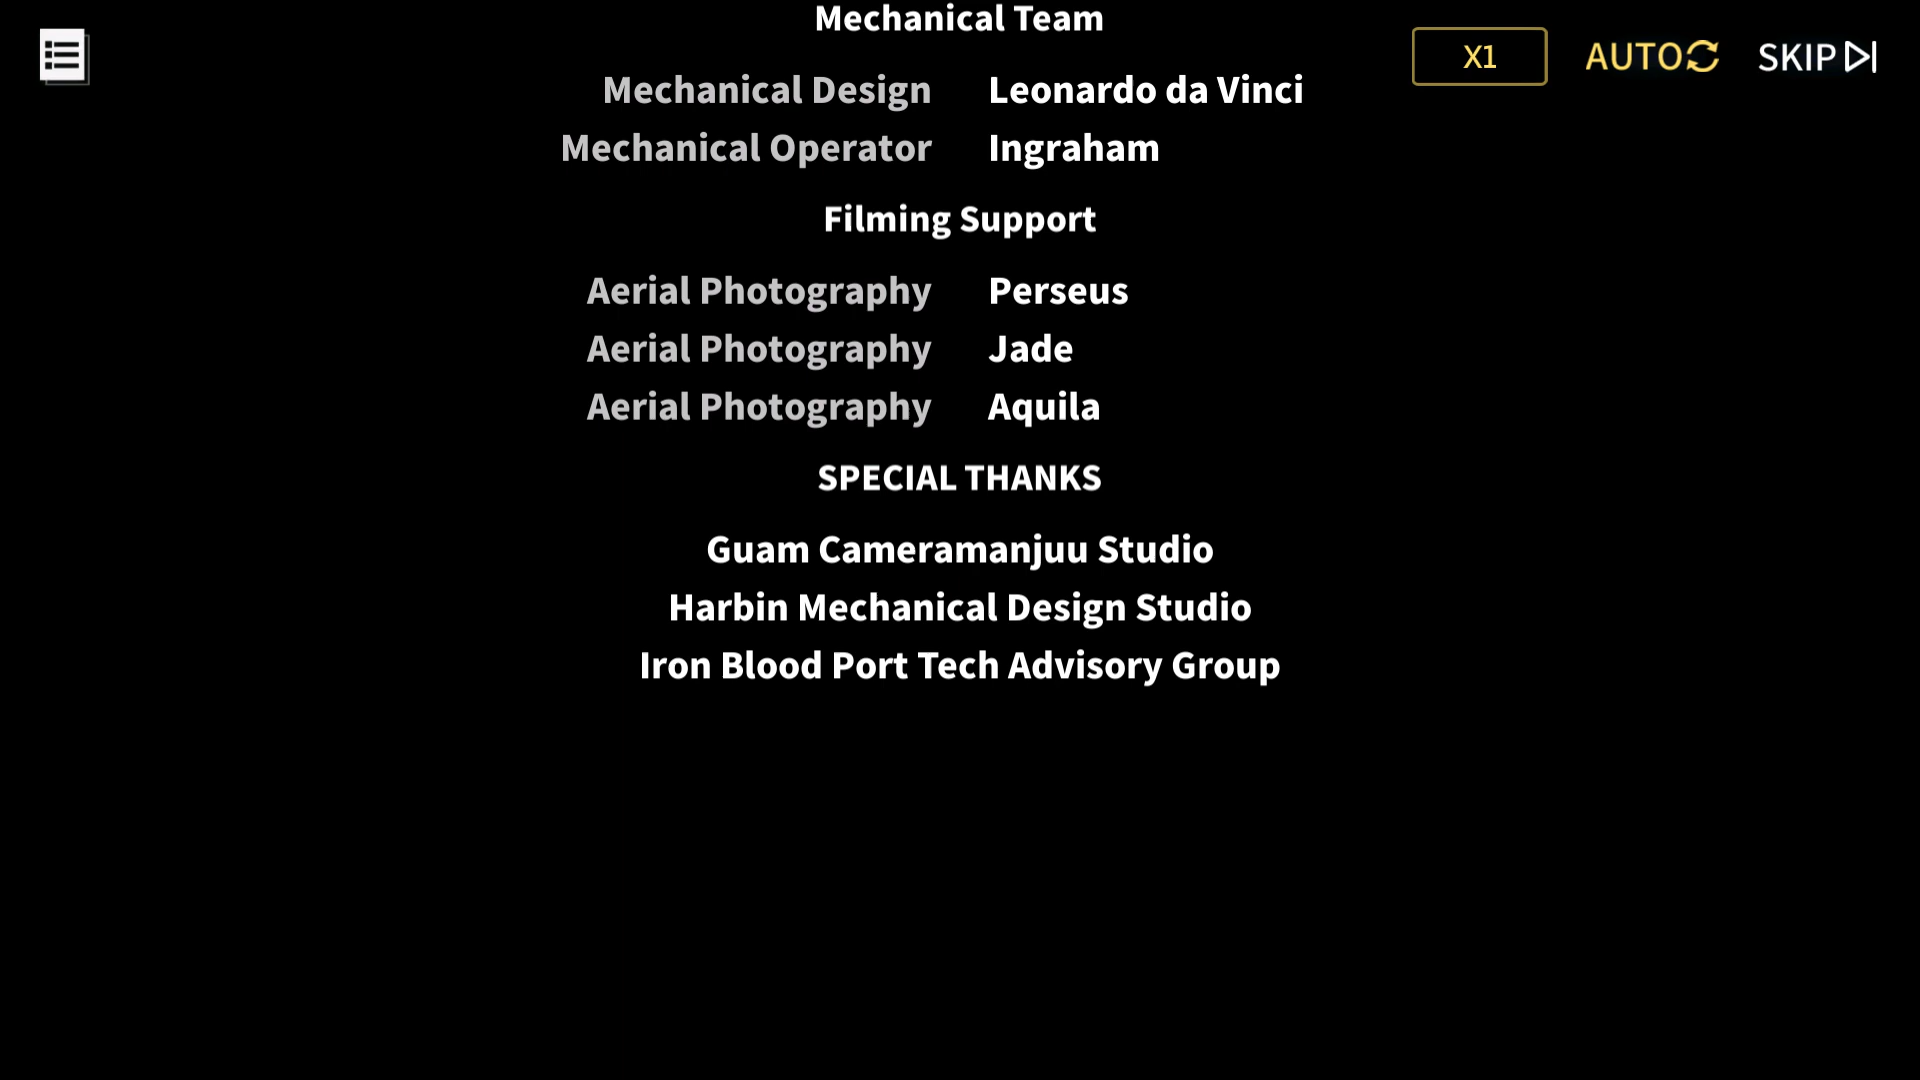 Mechanical Team
X1
AUTO
SKIP
Mechanical Design Leonardo da Vinci
Mechanical Operator Ingraham
Filming Support
Aerial Photography Perseus
Aerial Photography Jade
Aerial Photography Aquila
SPECIAL THANKS
Guam Cameramanjuu Studio
Harbin Mechanical Design Studio
Iron Blood Port Tech Advisory Group